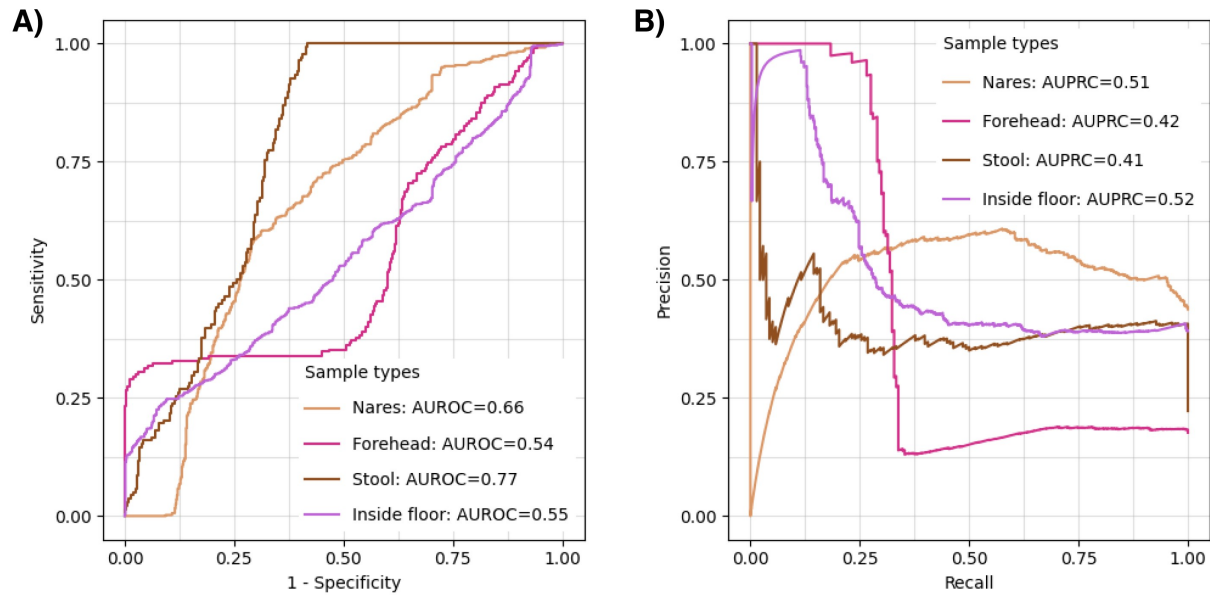 A)
1.00
0.75
0.50
0.25
0.00
Sensitivity
Sample types
Nares: AUROC=0.66
Forehead: AUROC=0.54
Stool: AUROC=0.77
Inside floor: AUROC=0.55
0.00 0.25 0.50 0.75 1.00
1 - Specificity
B)
1.00
0.75
0.50
0.25
0.00
Precision
Sample types
Nares: AUPRC=0.51
Forehead: AUPRC=0.42
Stool: AUPRC=0.41
Inside floor: AUPRC=0.52
0.00 0.25 0.50 0.75 1.00
Recall